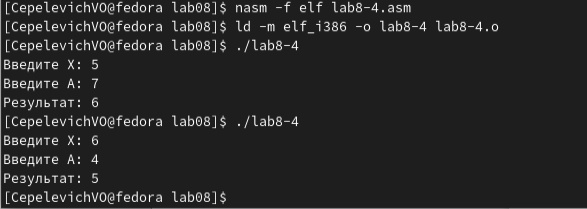 [CepelevichVO@fedora lab08]$ nasm -f elf lab8-4.asm
[CepelevichVO@fedora lab08]$ ld -m elf_i386 -o lab8-4 lab8-4.o
[CepelevichVO@fedora lab08]$ ./lab8-4
Введите X: 5
Введите A: 7
Результат: 6
[CepelevichVO@fedora lab08]$ ./lab8-4
Введите X: 6
Введите A: 4
Результат: 5
[CepelevichVO@fedora lab08]$